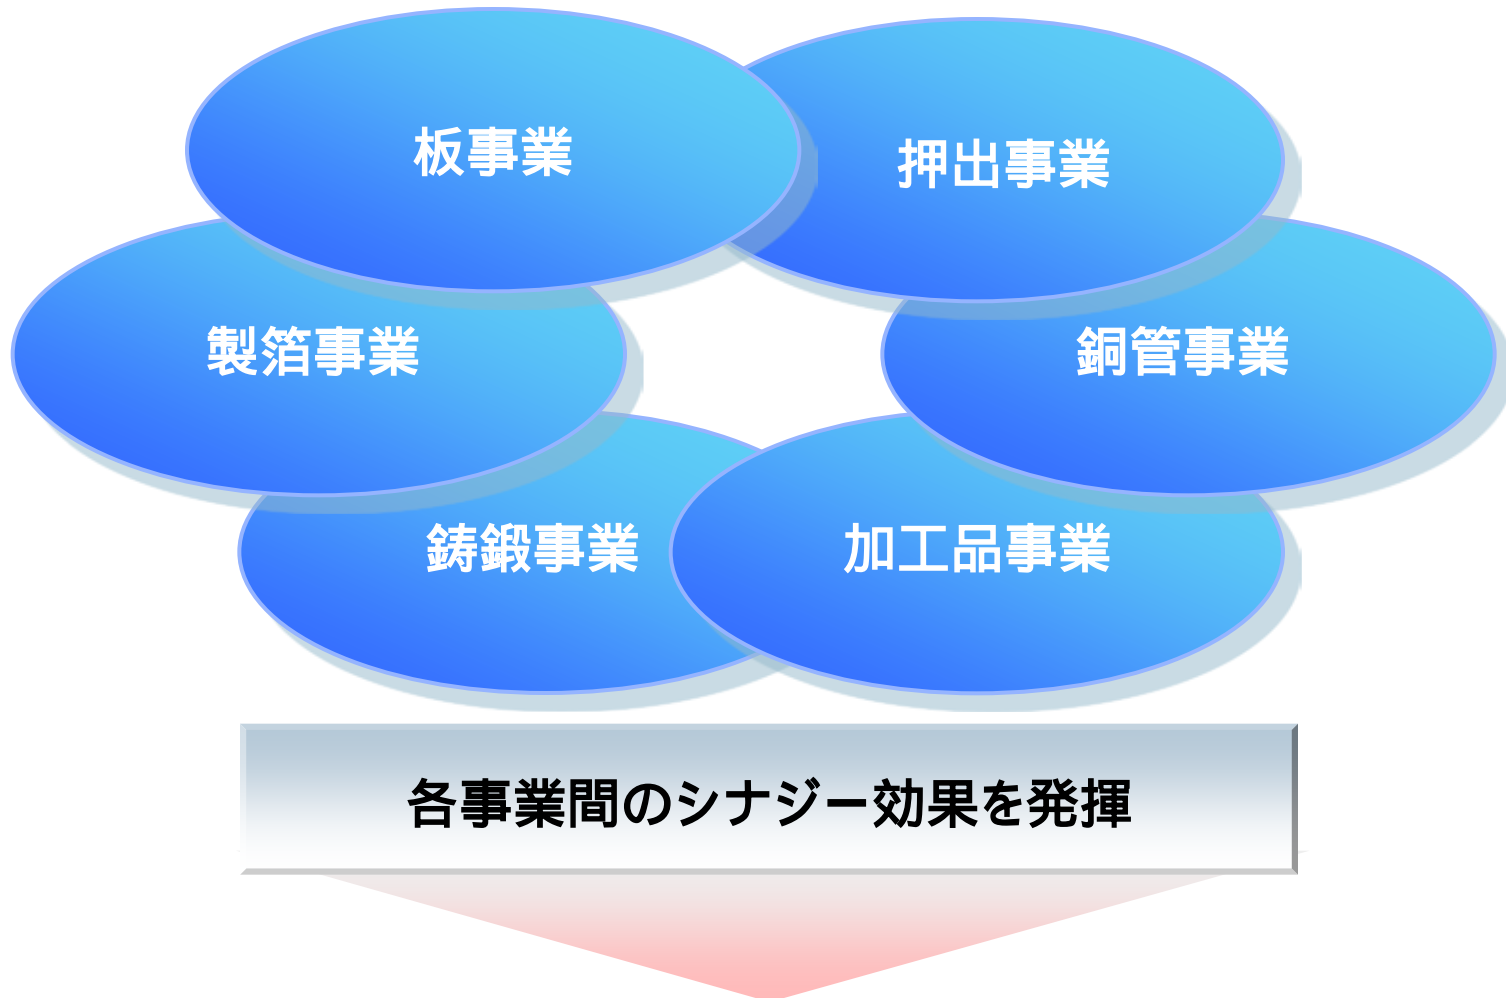 板事業
押出事業
製箔事業
銅管事業
鋳鍛事業
加工品事業
各事業間のシナジー効果を発揮